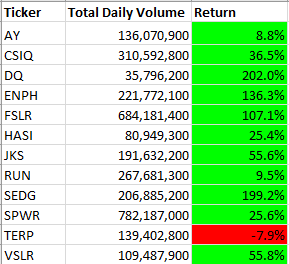 Ticker Total Daily Volume Return
AY 136,070,900 8.8%
CSIQ 310,592,800 36.5%
DQ 35,796,200 202.0%
ENPH 221,772,100 136.3%
FSLR 684,181,400 107.1%
HASI 80,949,300 25.4%
JKS 191,632,200 55.6%
RUN 267,681,300 9.5%
SEDG 206,885,200 199.2%
SPWR 782,187,000 25.6%
TERP 139,402,800 -7.9%
VSLR 109,487,900 55.8%